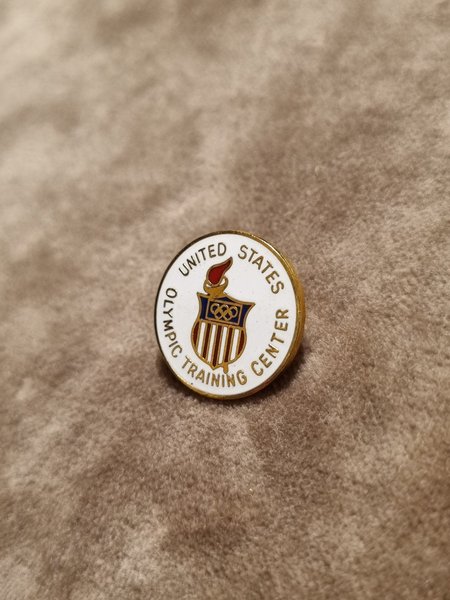 UNITED STATES
OLYMPIC TRAINING CENTER